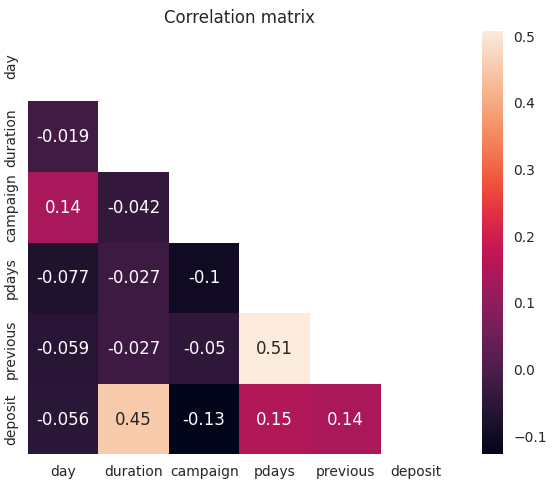 Correlation matrix
day
duration
-0.019
campaign
0.14 -0.042
pdays
-0.077 -0.027 -0.1
previous
-0.059 -0.027 -0.05 0.51
deposit
-0.056 0.45 -0.13 0.15 0.14
day duration campaign pdays previous deposit
0.5
0.4
0.3
0.2
0.1
0.0
−0.1